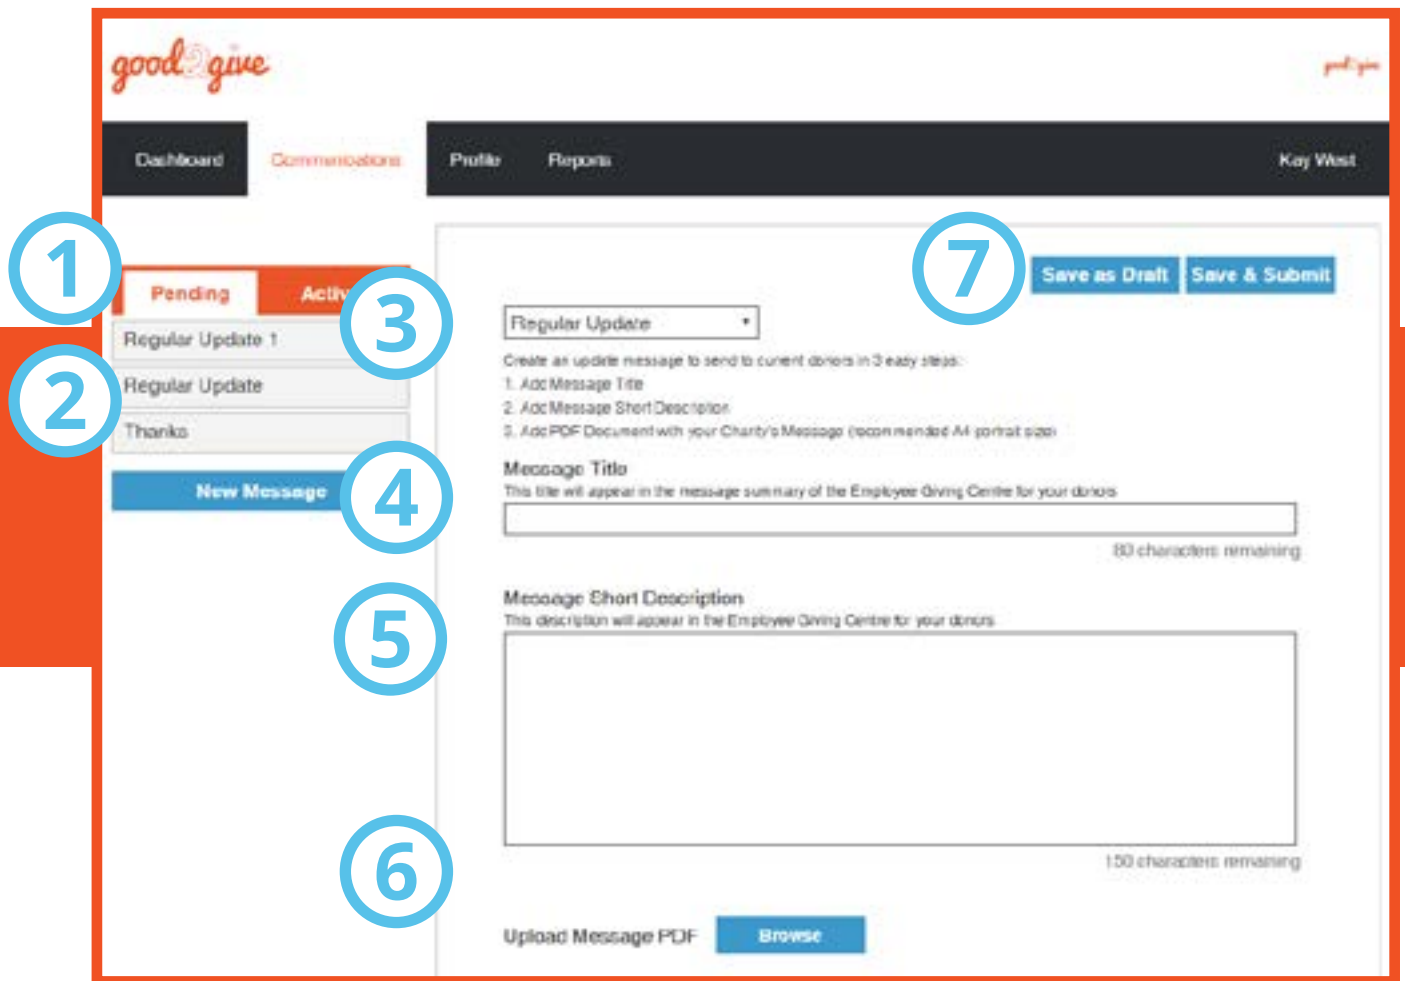 good2give
good2give
Dashboard Communications Profile Reports Kay West
1
7
Save as Draft Save & Submit
Pending Activ
3
Regular Update
Regular Update 1
Create an update message to send to current donors in 3 easy steps:
2
Regular Update
1. Add Message Title
2. Add Message Short Description
Thanks
3. Add PDF Document with your Charity's Message (recommended A4 portrait size)
4
Message Title
New Message
This title will appear in the message summary of the Employee Giving Centre for your donors
80 characters remaining
5
Message Short Description
This description will appear in the Employee Giving Centre for your donors
6
150 characters remaining
Upload Message PDF Browse